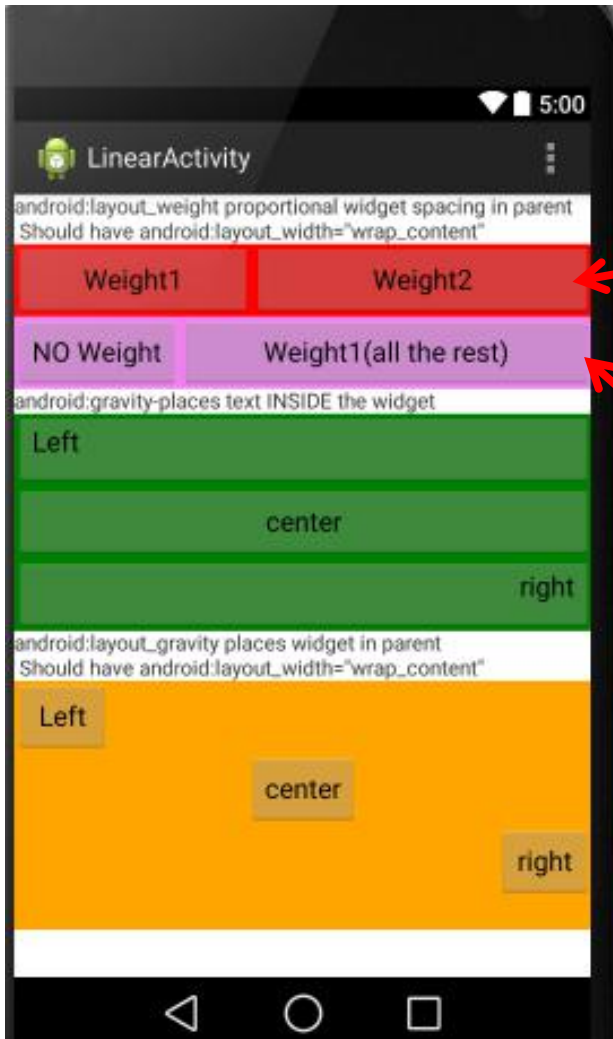 5:00
LinearActivity
android:layout_weight proportional widget spacing in parent
Should have android:layout_width="wrap_content"
Weight1 Weight2
NO Weight Weight1(all the rest)
android:gravity-places text INSIDE the widget
Left
center
right
android:layout_gravity places widget in parent
Should have android:layout_width="wrap_content"
Left
center
right